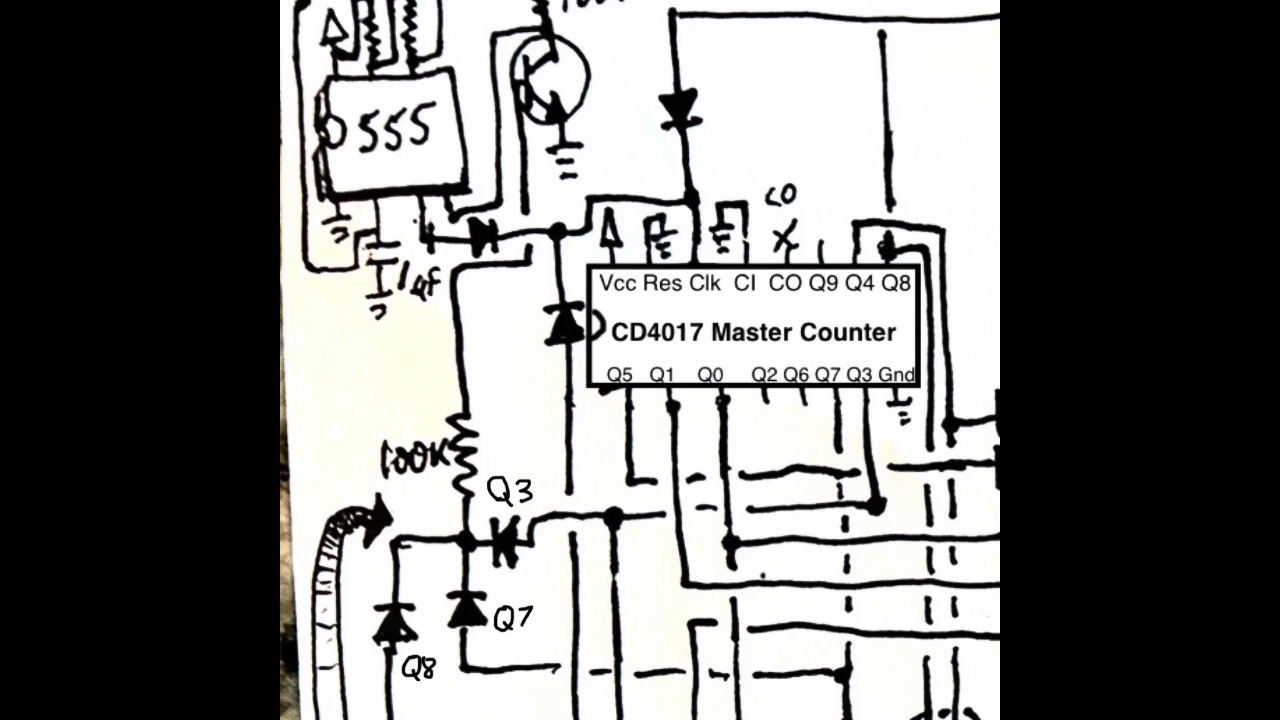 555
CO
1µF
Vcc Res Clk CI CO Q9 Q4 Q8
CD4017 Master Counter
Q5 Q1 Q0 Q2 Q6 Q7 Q3 Gnd
100K
Q3
Q7
Q8